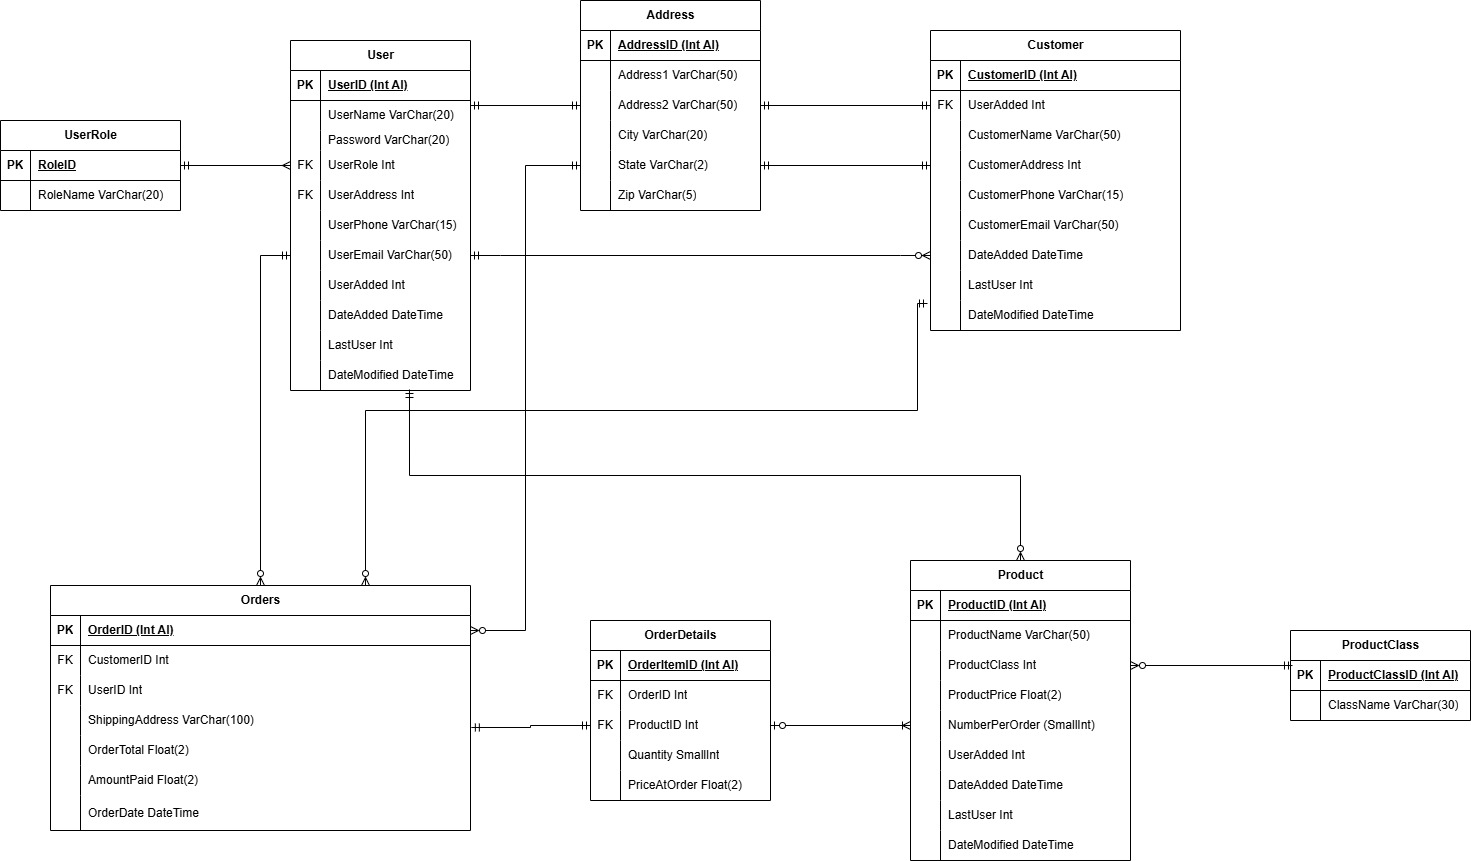 Address
PK AddressID (Int AI)
Address1 VarChar(50)
Address2 VarChar(50)
City VarChar(20)
State VarChar(2)
Zip VarChar(5)
Customer
PK CustomerID (Int AI)
FK UserAdded Int
CustomerName VarChar(50)
CustomerAddress Int
CustomerPhone VarChar(15)
CustomerEmail VarChar(50)
DateAdded DateTime
LastUser Int
DateModified DateTime
User
PK UserID (Int AI)
UserName VarChar(20)
Password VarChar(20)
FK UserRole Int
FK UserAddress Int
UserPhone VarChar(15)
UserEmail VarChar(50)
UserAdded Int
DateAdded DateTime
LastUser Int
DateModified DateTime
UserRole
PK RoleID
RoleName VarChar(20)
Orders
PK OrderID (Int AI)
FK CustomerID Int
FK UserID Int
ShippingAddress VarChar(100)
OrderTotal Float(2)
AmountPaid Float(2)
OrderDate DateTime
OrderDetails
PK OrderItemID (Int AI)
FK OrderID Int
FK ProductID Int
Quantity SmallInt
PriceAtOrder Float(2)
Product
PK ProductID (Int AI)
ProductName VarChar(50)
ProductClass Int
ProductPrice Float(2)
NumberPerOrder (SmallInt)
UserAdded Int
DateAdded DateTime
LastUser Int
DateModified DateTime
ProductClass
PK ProductClassID (Int AI)
ClassName VarChar(30)